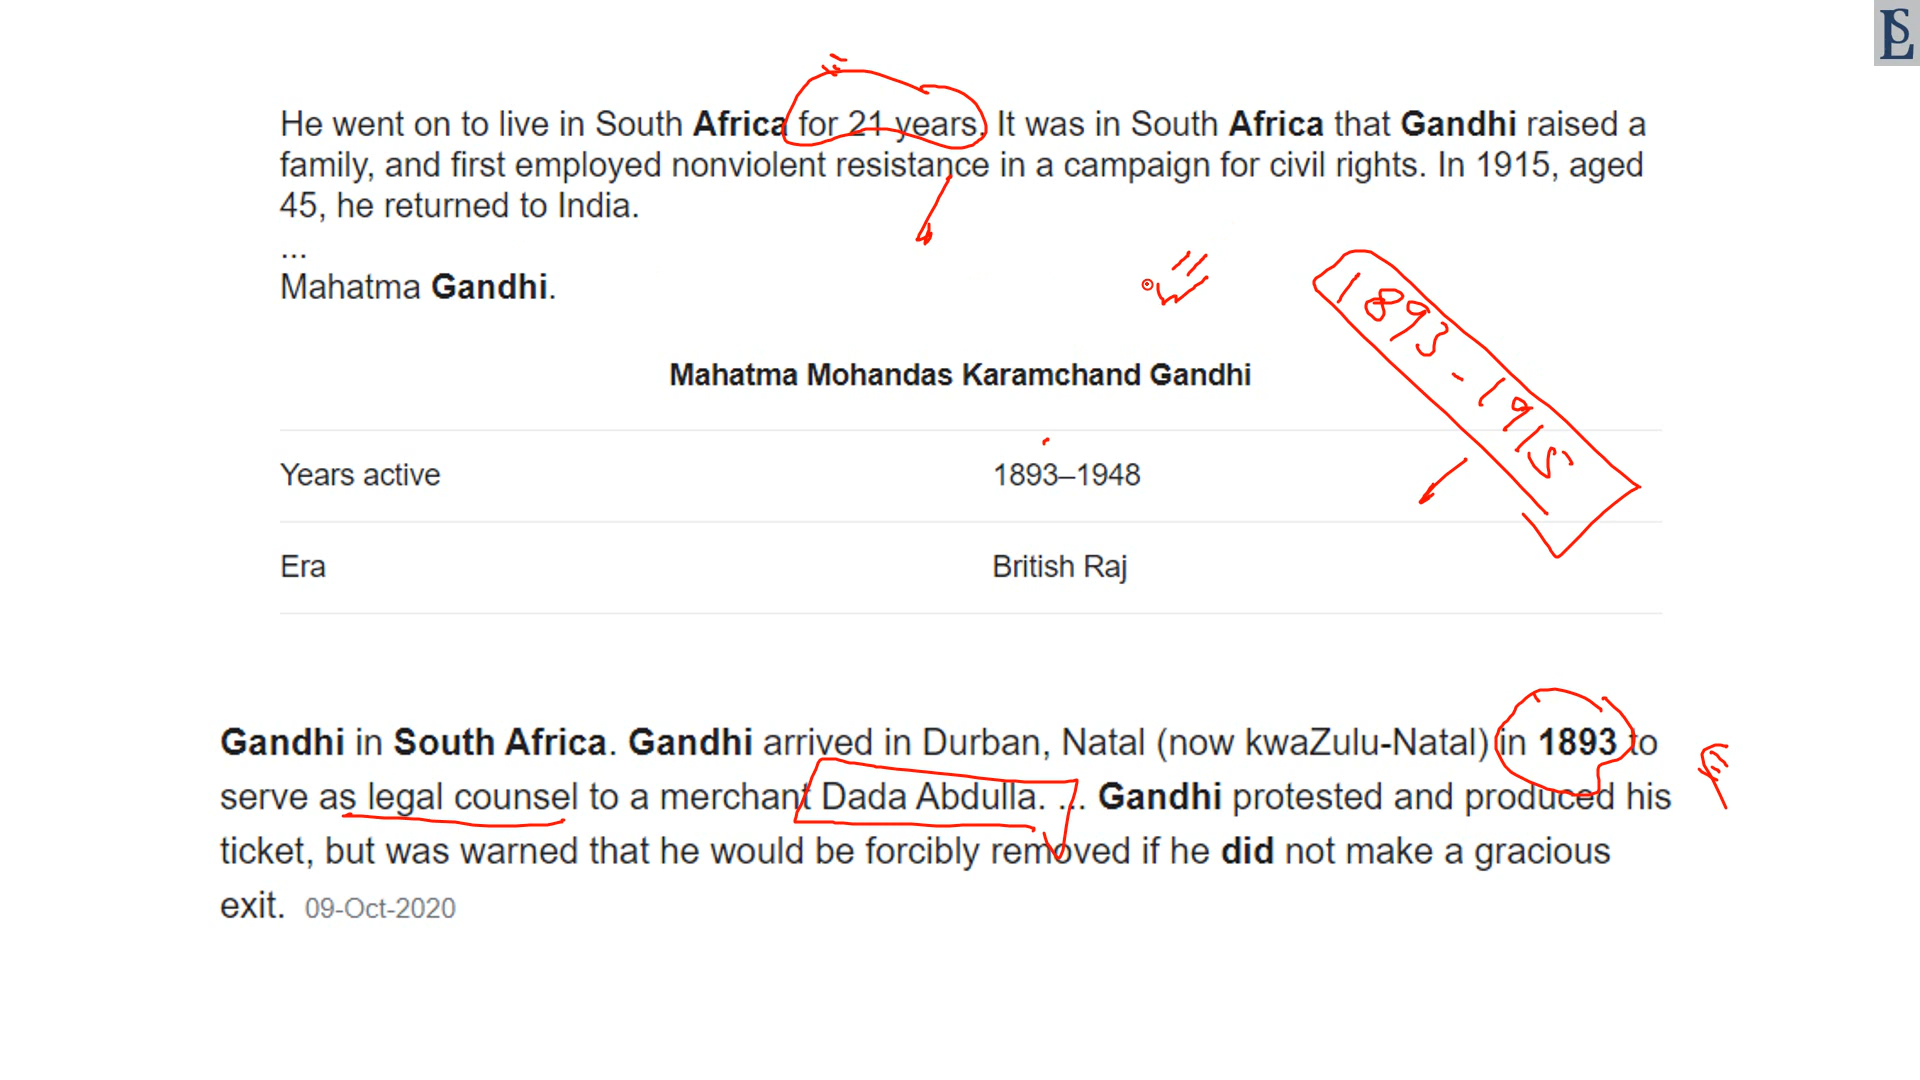 LS
He went on to live in South Africa for 21 years. It was in South Africa that Gandhi raised a
family, and first employed nonviolent resistance in a campaign for civil rights. In 1915, aged
45, he returned to India.
...
Mahatma Gandhi.
1893-1915
Mahatma Mohandas Karamchand Gandhi
Years active 1893–1948
Era British Raj
Gandhi in South Africa. Gandhi arrived in Durban, Natal (now kwaZulu-Natal) in 1893 to
serve as legal counsel to a merchant Dada Abdulla. ... Gandhi protested and produced his
ticket, but was warned that he would be forcibly removed if he did not make a gracious
exit. 09-Oct-2020